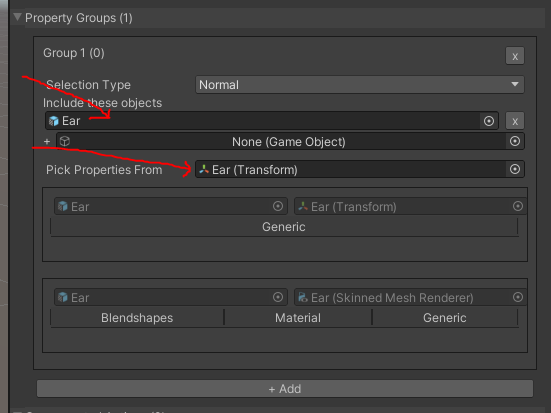 Property Groups (1)
Group 1 (0)
x
Selection Type
Normal
Include these objects
Ear
x
+
None (Game Object)
Pick Properties From
Ear (Transform)
Ear
Ear (Transform)
Generic
Ear
Ear (Skinned Mesh Renderer)
Blendshapes
Material
Generic
+ Add